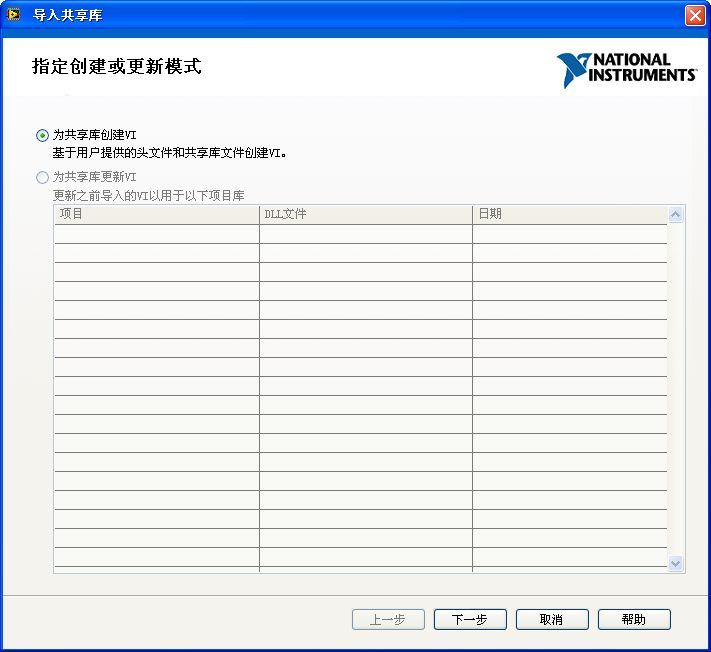 导入共享库
指定创建或更新模式
NATIONAL
INSTRUMENTS
为共享库创建VI
基于用户提供的头文件和共享库文件创建VI。
为共享库更新VI
更新之前导入的VI以用于以下项目库
项目 DLL文件 日期
上一步 下一步 取消 帮助